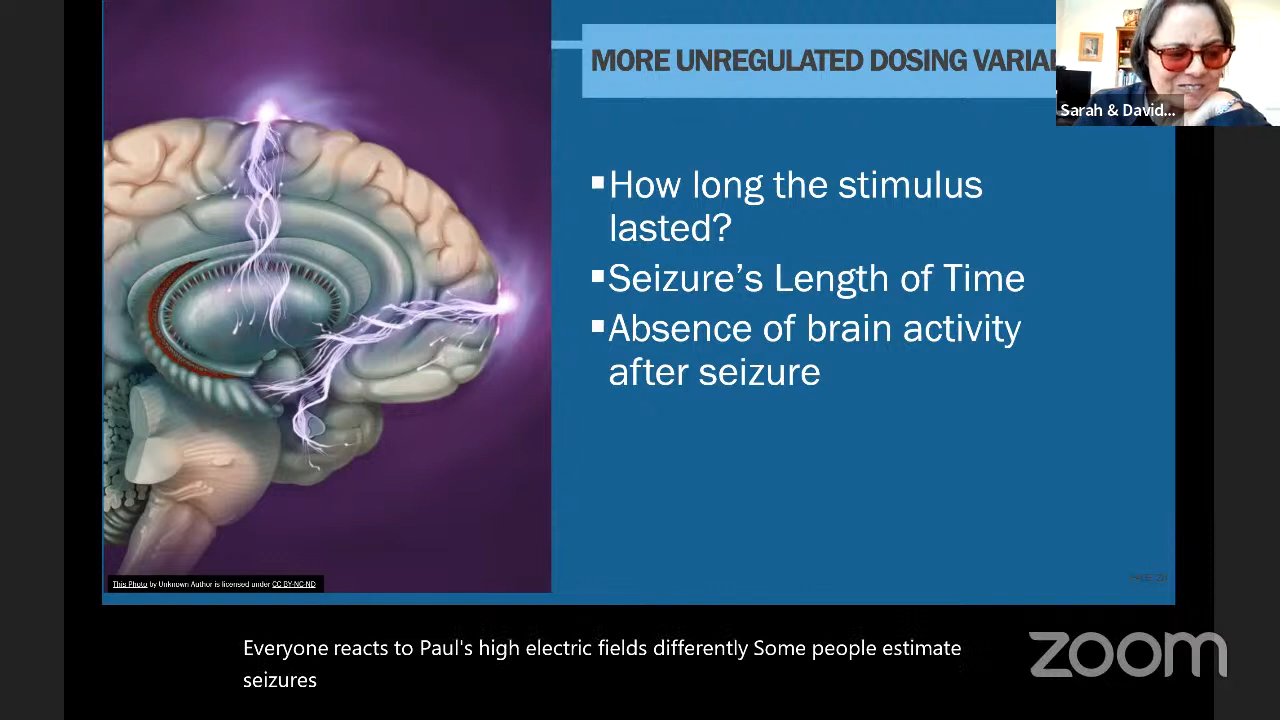 MORE UNREGULATED DOSING
Sarah & David...
▪How long the stimulus
lasted?
▪Seizure’s Length of Time
▪Absence of brain activity
after seizure
This Photo by Unknown Author is licensed under CC BY-NC-ND
Everyone reacts to Paul's high electric fields differently Some people estimate
seizures
zoom